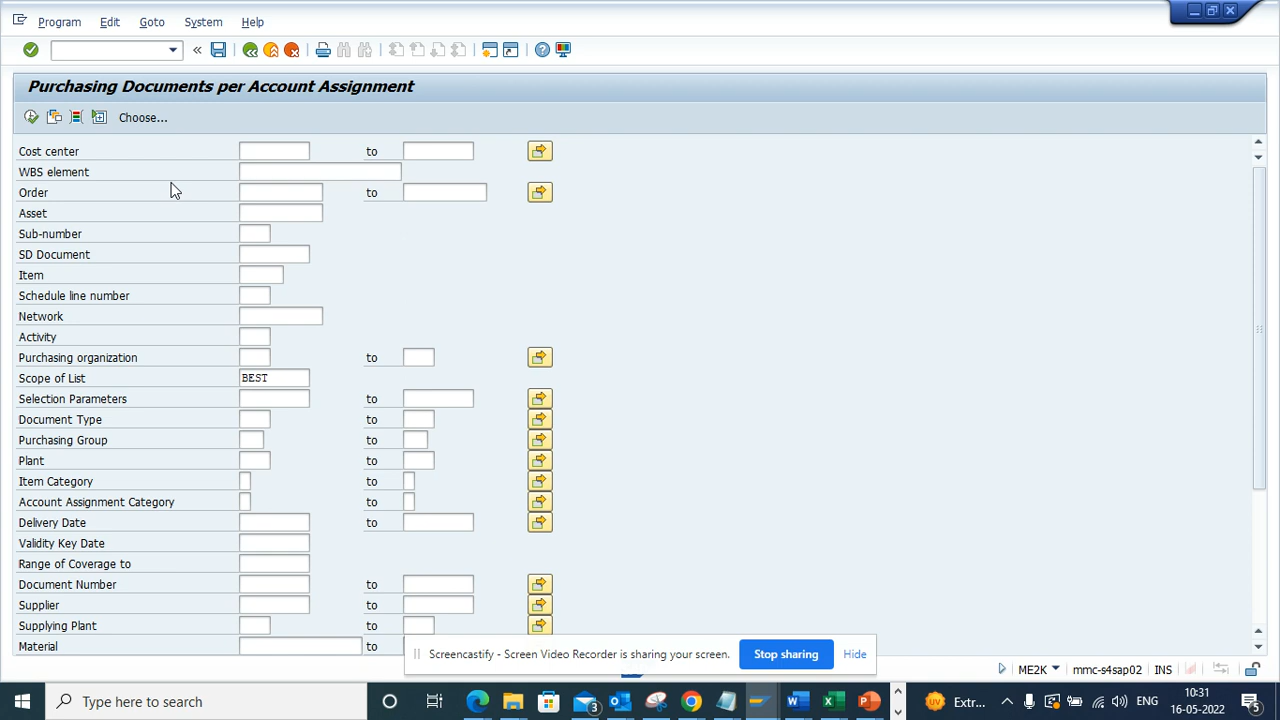 Program Edit Goto System Help
Purchasing Documents per Account Assignment
Choose...
Cost center to
WBS element
Order to
Asset
Sub-number
SD Document
Item
Schedule line number
Network
Activity
Purchasing organization to
Scope of List BEST
Selection Parameters to
Document Type to
Purchasing Group to
Plant to
Item Category to
Account Assignment Category to
Delivery Date to
Validity Key Date
Range of Coverage to
Document Number to
Supplier to
Supplying Plant to
Material to
Screencastify - Screen Video Recorder is sharing your screen. Stop sharing Hide
ME2K mmc-s4sap02 INS
Type here to search 3 Extr... ENG 10:31
16-05-2022 5